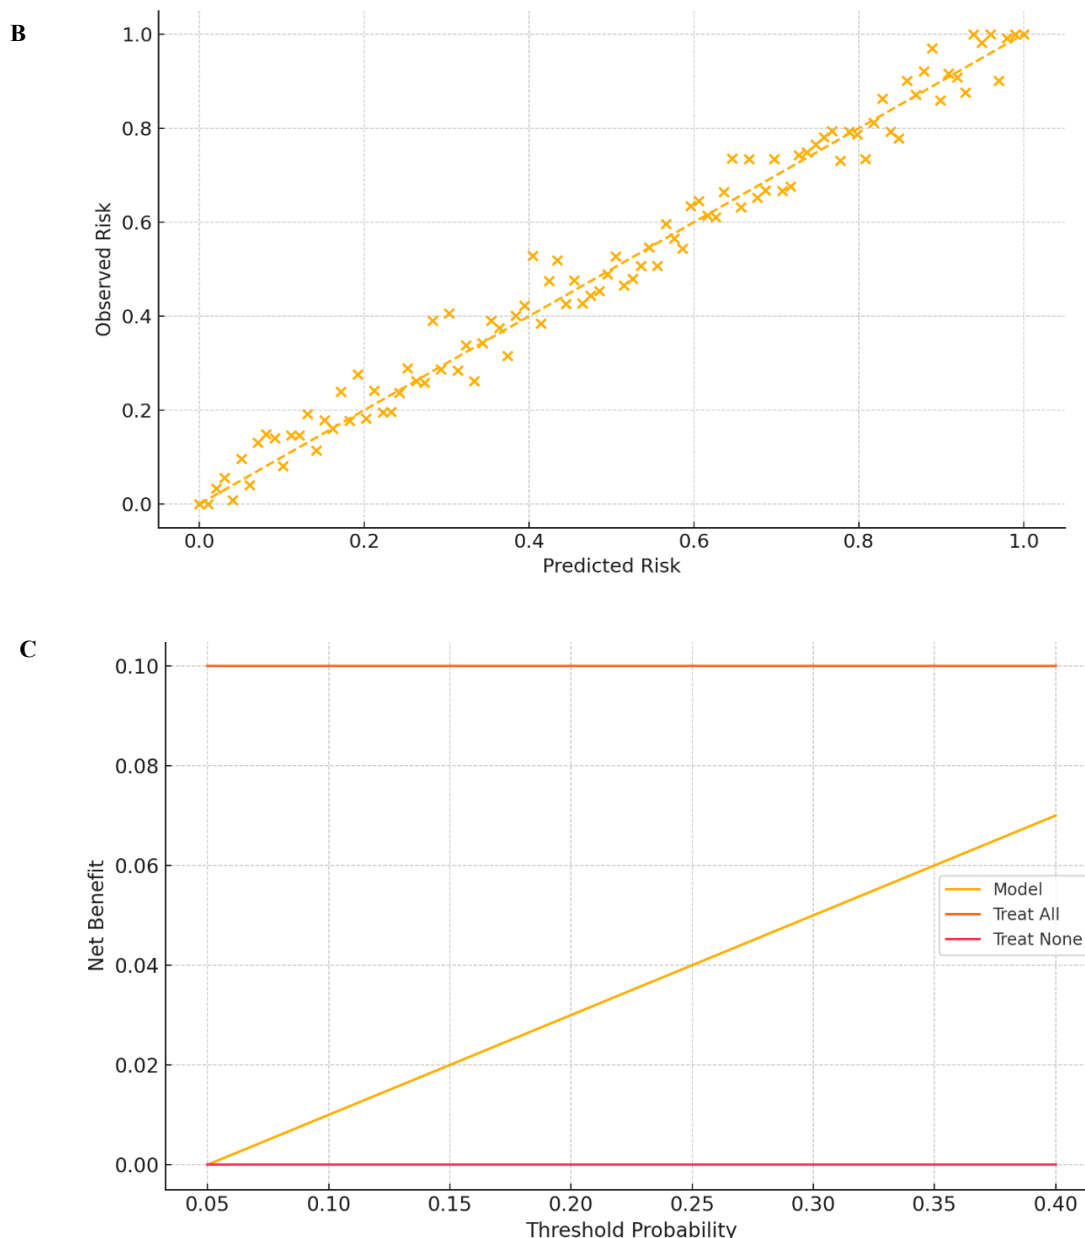 B
1.0
0.8
0.6
0.4
0.2
0.0
Observed Risk
0.0 0.2 0.4 0.6 0.8 1.0
Predicted Risk
C
0.10
0.08
0.06
0.04
0.02
0.00
Net Benefit
Model
Treat All
Treat None
0.05 0.10 0.15 0.20 0.25 0.30 0.35 0.40
Threshold Probability